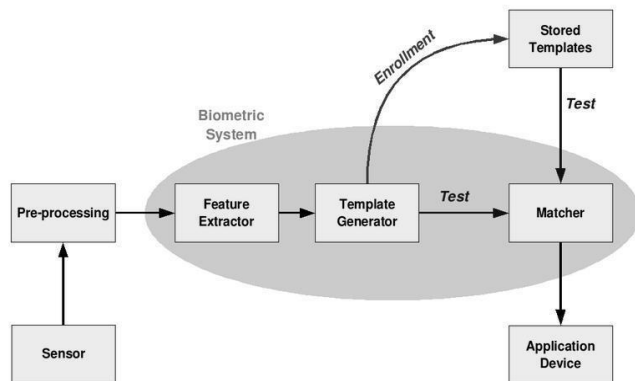 Stored
Templates
Enrollment
Test
Biometric
System
Pre-processing
Feature
Extractor
Template
Generator
Test
Matcher
Sensor
Application
Device